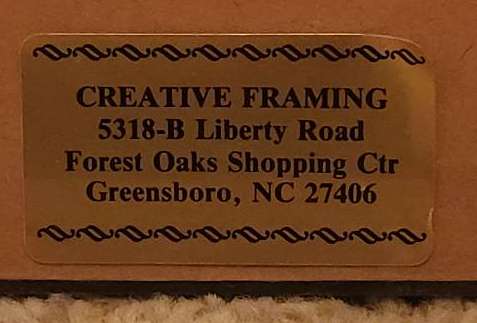 CREATIVE FRAMING
5318-B Liberty Road
Forest Oaks Shopping Ctr
Greensboro, NC 27406